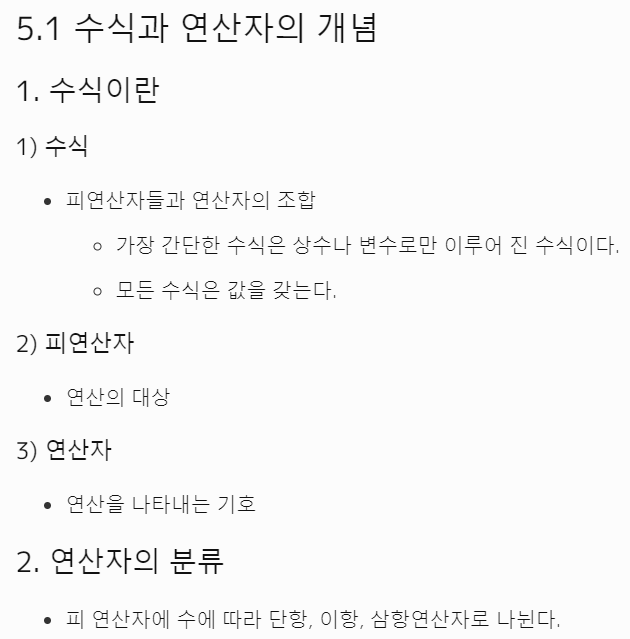 5.1 수식과 연산자의 개념
1. 수식이란
1) 수식
• 피연산자들과 연산자의 조합
◦ 가장 간단한 수식은 상수나 변수로만 이루어 진 수식이다.
◦ 모든 수식은 값을 갖는다.
2) 피연산자
• 연산의 대상
3) 연산자
• 연산을 나타내는 기호
2. 연산자의 분류
• 피 연산자에 수에 따라 단항, 이항, 삼항연산자로 나뉜다.